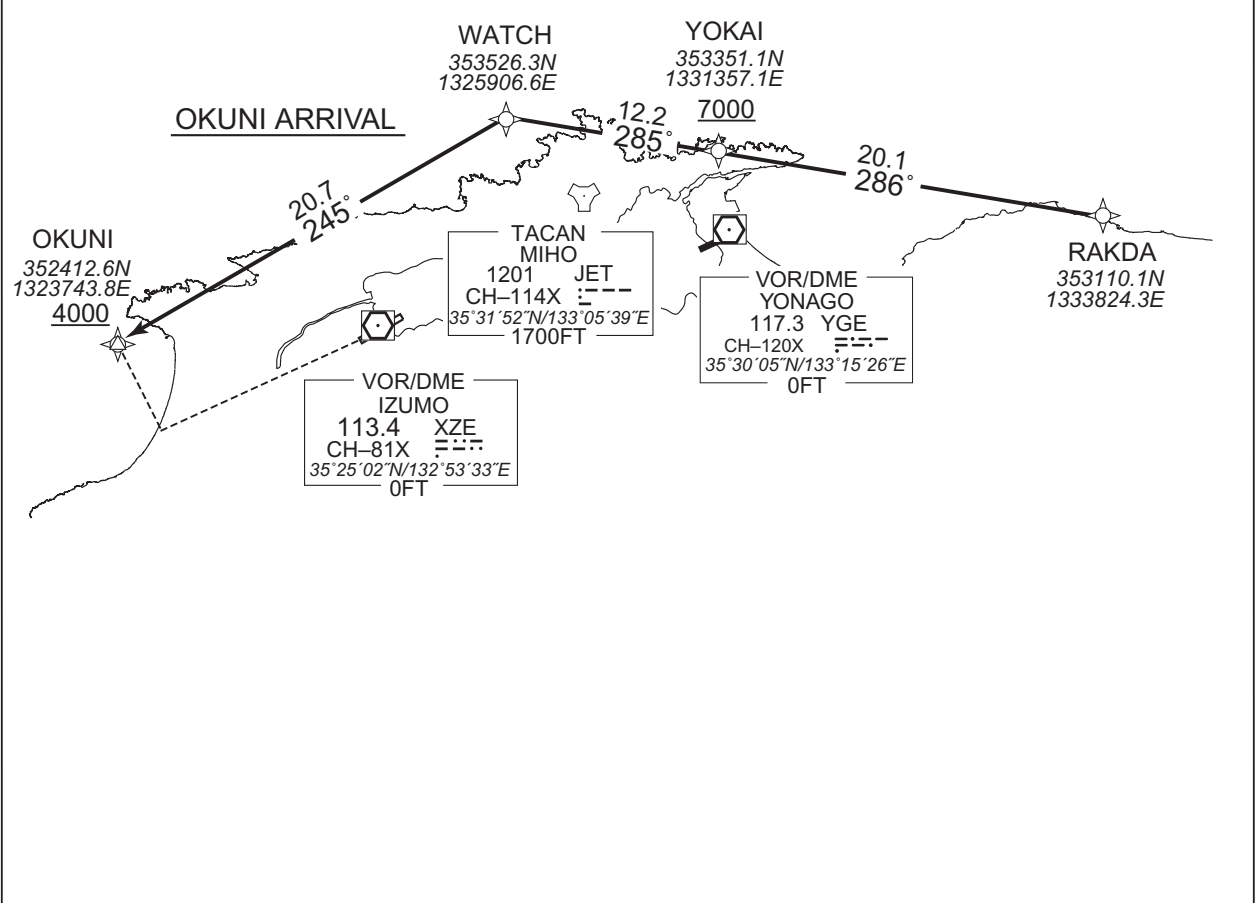 WATCH
353526.3N
1325906.6E
YOKAI
353351.1N
1331357.1E
7000
OKUNI ARRIVAL
12.2
285°
20.1
286°
20.7
245°
OKUNI
352412.6N
1323743.8E
4000
RAKDA
353110.1N
1333824.3E
TACAN
MIHO
1201 JET
CH–114X
35°31′52″N/133°05′39″E
1700FT
VOR/DME
YONAGO
117.3 YGE
CH–120X
35°30′05″N/133°15′26″E
0FT
VOR/DME
IZUMO
113.4 XZE
CH–81X
35°25′02″N/132°53′33″E
0FT